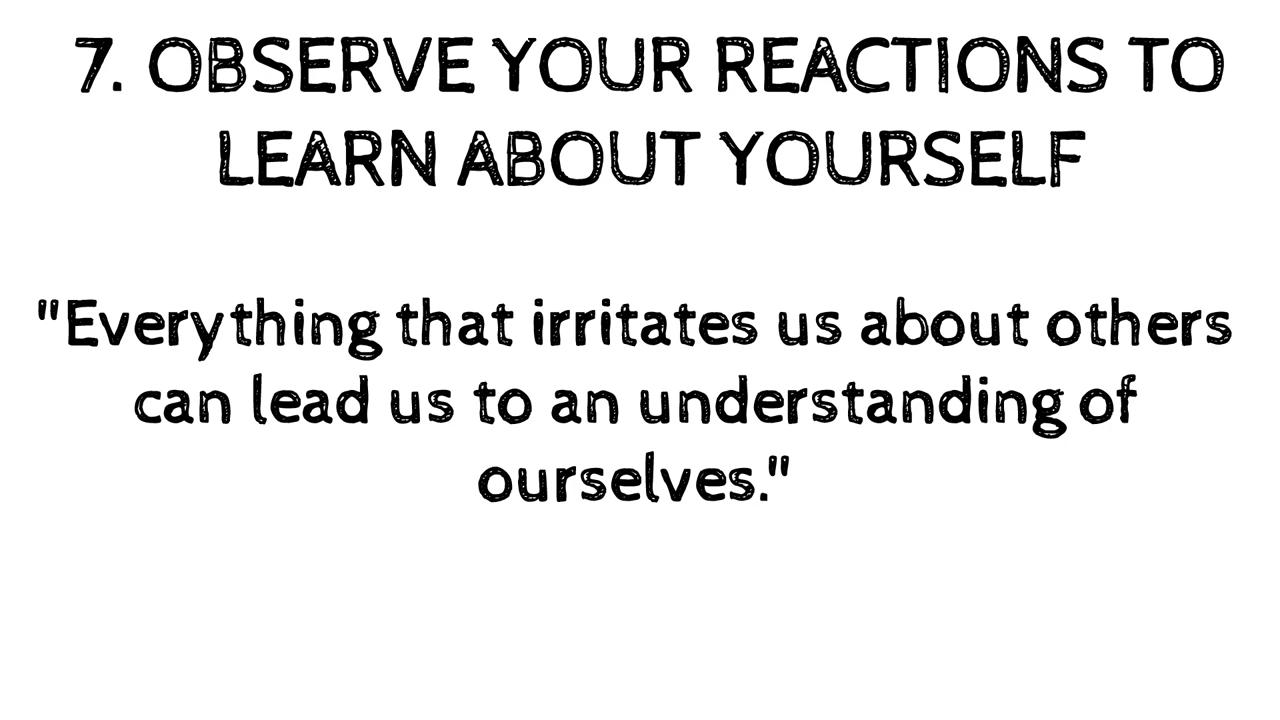 7. OBSERVE YOUR REACTIONS TO
LEARN ABOUT YOURSELF
"Everything that irritates us about others
can lead us to an understanding of
ourselves."